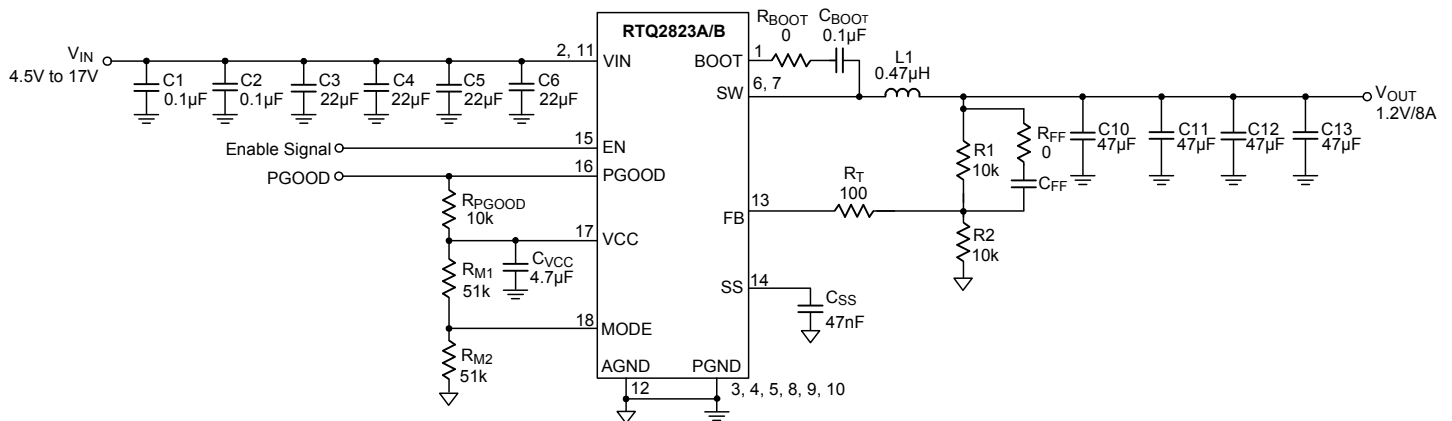 RTQ2823A/B
VIN
4.5V to 17V
C1
0.1µF
C2
0.1µF
C3
22µF
C4
22µF
C5
22µF
C6
22µF
2, 11
VIN
Enable Signal
15
EN
PGOOD
16
PGOOD
RPGOOD
10k
17
VCC
CVCC
4.7µF
RM1
51k
18
MODE
RM2
51k
AGND
12
PGND
3, 4, 5, 8, 9, 10
BOOT
1
RBOOT
0
CBOOT
0.1µF
SW
6, 7
L1
0.47µH
VOUT
1.2V/8A
R1
10k
RFF
0
CFF
C10
47µF
C11
47µF
C12
47µF
C13
47µF
FB
13
RT
100
R2
10k
SS
14
CSS
47nF